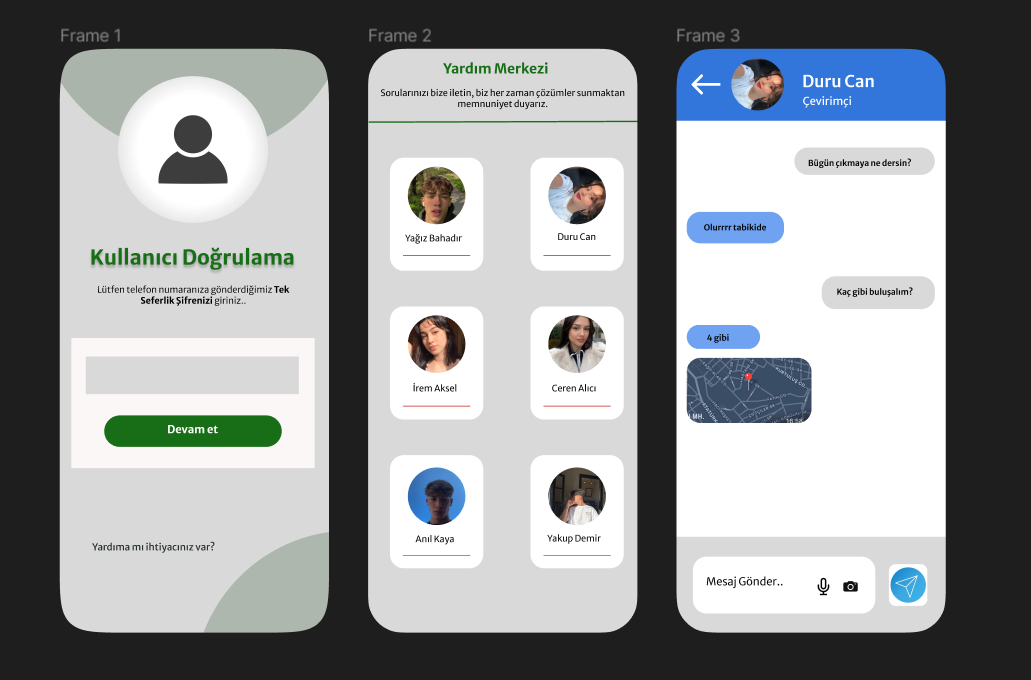 Frame 1
Kullanıcı Doğrulama
Lütfen telefon numaranıza gönderdiğimiz Tek
Seferlik Şifrenizi giriniz..
Devam et
Yardıma mı ihtiyacınız var?
Frame 2
Yardım Merkezi
Sorularınızı bize iletin, biz her zaman çözümler sunmaktan
memnuniyet duyarız.
Yağız Bahadır
Duru Can
İrem Aksel
Ceren Alıcı
Anıl Kaya
Yakup Demir
Frame 3
Duru Can
Çevirimçi
Bügün çıkmaya ne dersin?
Olurrrr tabikide
Kaç gibi buluşalım?
4 gibi
KURTULUŞ CD.
MH.
Mesaj Gönder..